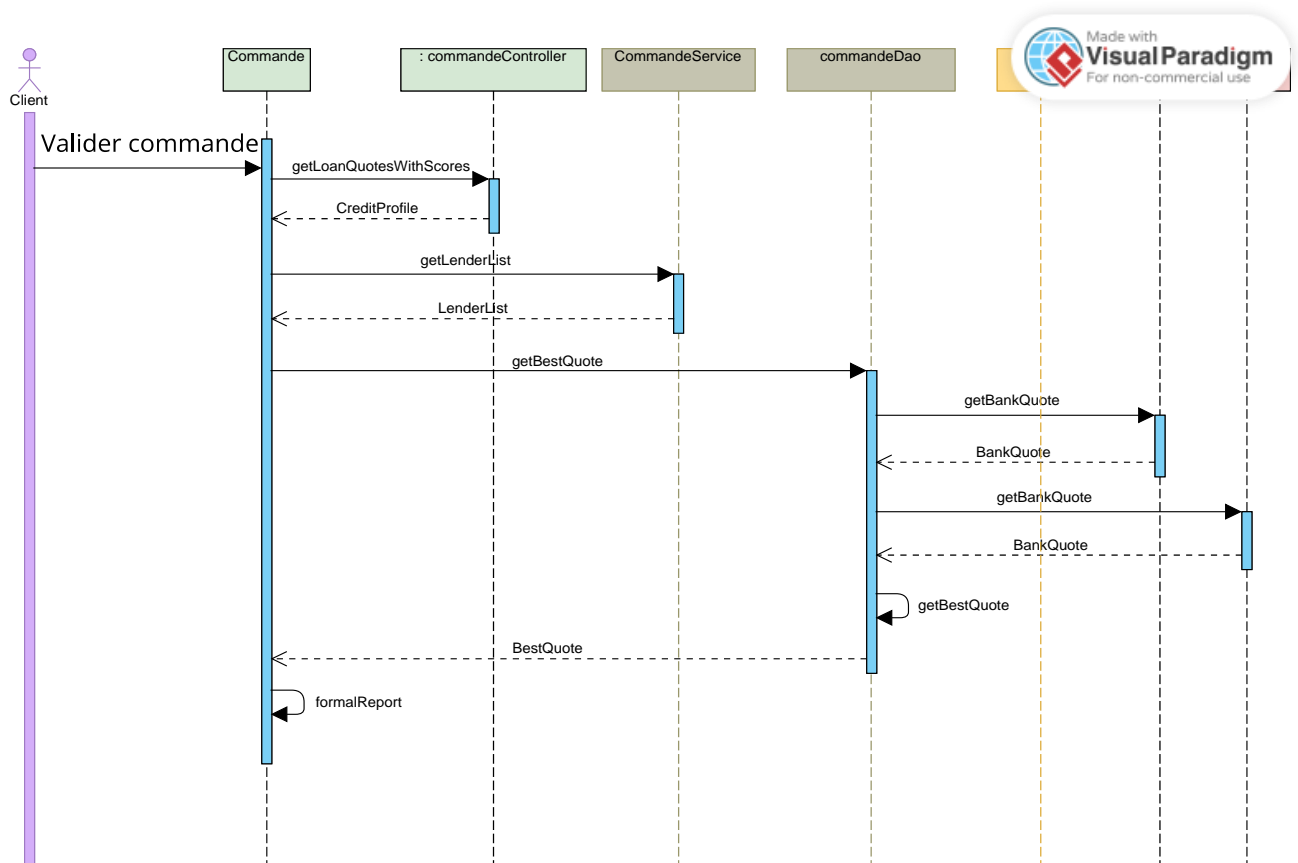 Made with
Visual Paradigm
For non-commercial use
Commande
: commandeController
CommandeService
commandeDao
Client
Valider commande
getLoanQuotesWithScores
CreditProfile
getLenderList
LenderList
getBestQuote
getBankQuote
BankQuote
getBankQuote
BankQuote
getBestQuote
BestQuote
formalReport